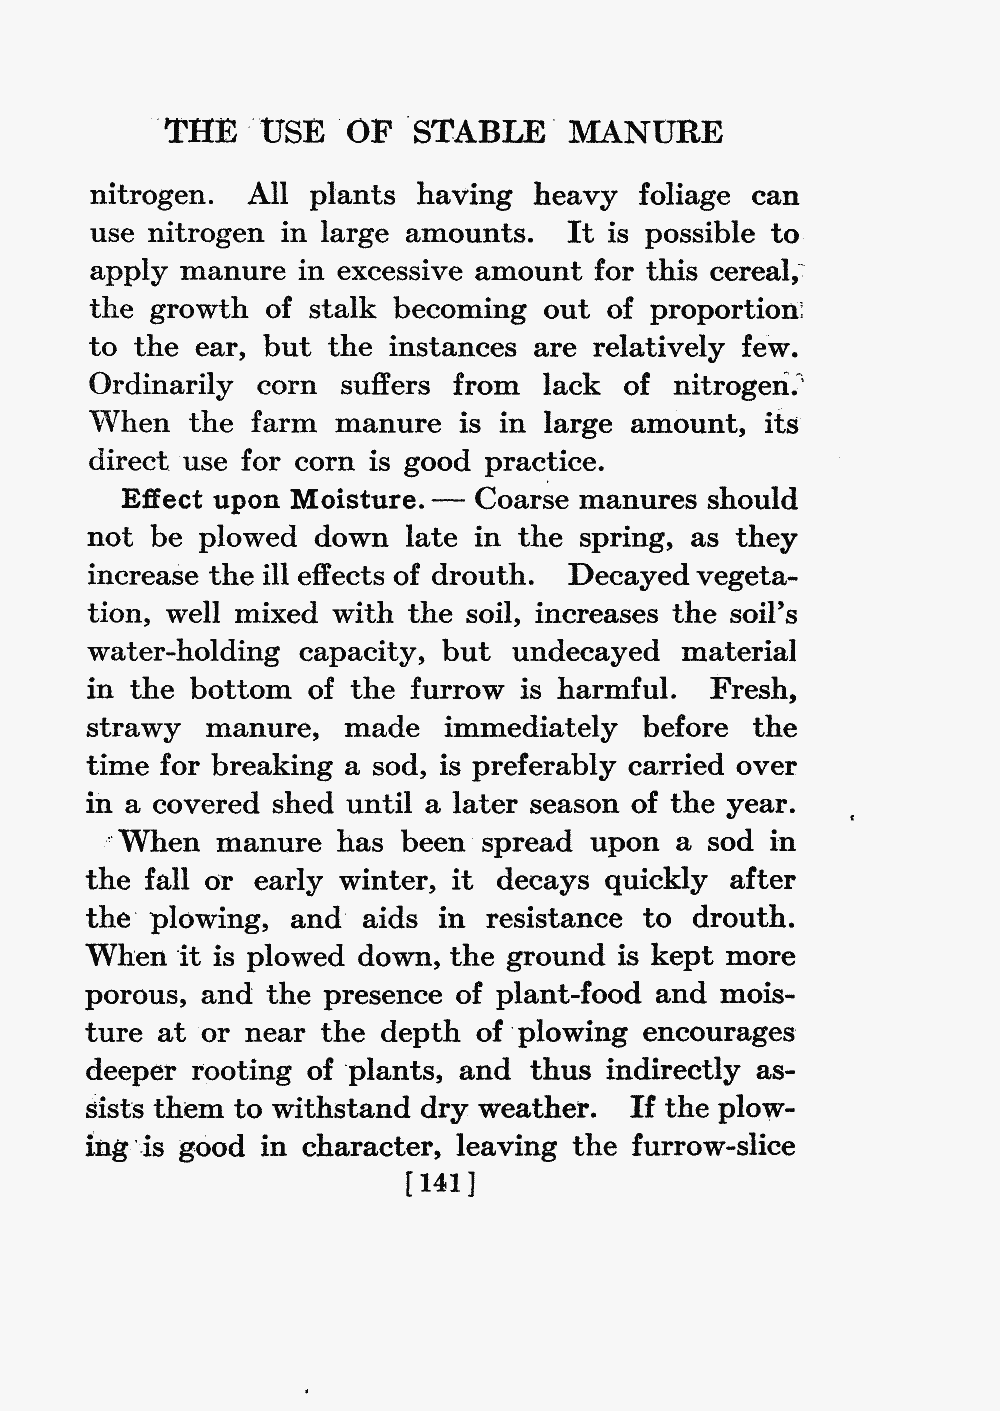 THE USE OF STABLE MANURE
nitrogen. All plants having heavy foliage can
use nitrogen in large amounts. It is possible to
apply manure in excessive amount for this cereal,
the growth of stalk becoming out of proportion
to the ear, but the instances are relatively few.
Ordinarily corn suffers from lack of nitrogen.
When the farm manure is in large amount, its
direct use for corn is good practice.
Effect upon Moisture. — Coarse manures should
not be plowed down late in the spring, as they
increase the ill effects of drouth. Decayed vegeta-
tion, well mixed with the soil, increases the soil's
water-holding capacity, but undecayed material
in the bottom of the furrow is harmful. Fresh,
strawy manure, made immediately before the
time for breaking a sod, is preferably carried over
in a covered shed until a later season of the year.
When manure has been spread upon a sod in
the fall or early winter, it decays quickly after
the plowing, and aids in resistance to drouth.
When it is plowed down, the ground is kept more
porous, and the presence of plant-food and mois-
ture at or near the depth of plowing encourages
deeper rooting of plants, and thus indirectly as-
sists them to withstand dry weather. If the plow-
ing is good in character, leaving the furrow-slice
[141]